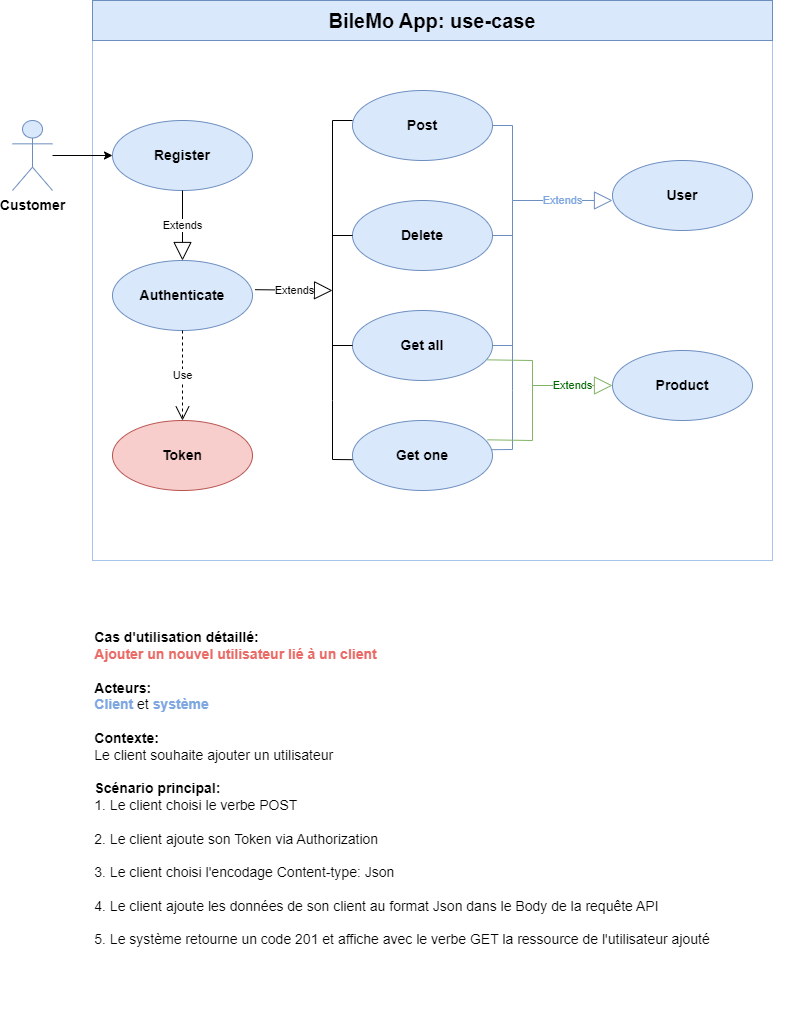 BileMo App: use-case
Customer
Register
Extends
Authenticate
Use
Token
Extends
Post
Delete
Get all
Get one
Extends
User
Extends
Product
Cas d'utilisation détaillé:
Ajouter un nouvel utilisateur lié à un client
Acteurs:
Client et système
Contexte:
Le client souhaite ajouter un utilisateur
Scénario principal:
1. Le client choisi le verbe POST
2. Le client ajoute son Token via Authorization
3. Le client choisi l'encodage Content-type: Json
4. Le client ajoute les données de son client au format Json dans le Body de la requête API
5. Le système retourne un code 201 et affiche avec le verbe GET la ressource de l'utilisateur ajouté